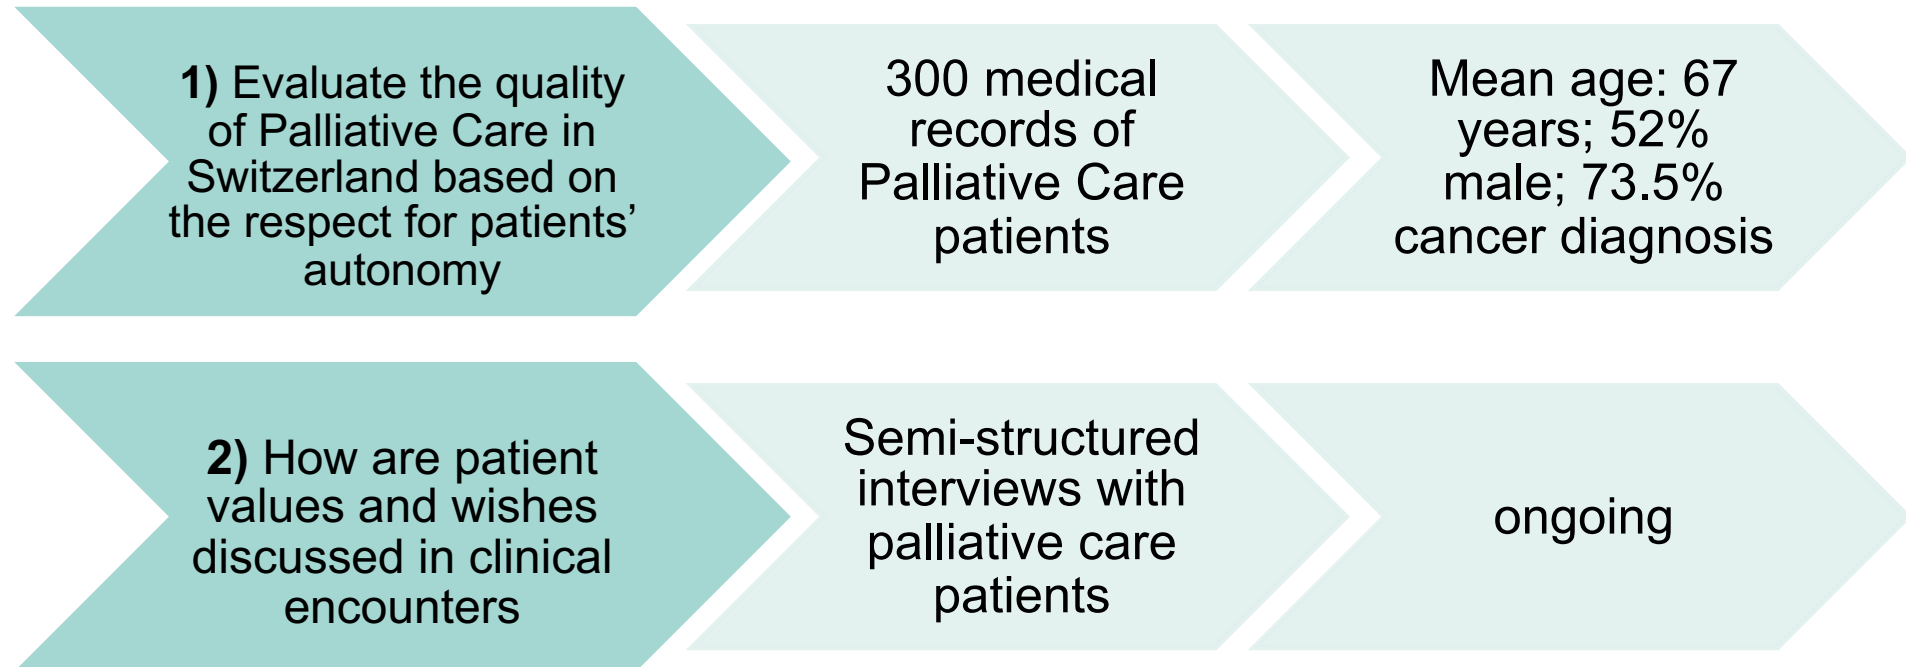 1) Evaluate the quality
of Palliative Care in
Switzerland based on
the respect for patients’
autonomy
300 medical
records of
Palliative Care
patients
Mean age: 67
years; 52%
male; 73.5%
cancer diagnosis
2) How are patient
values and wishes
discussed in clinical
encounters
Semi-structured
interviews with
palliative care
patients
ongoing